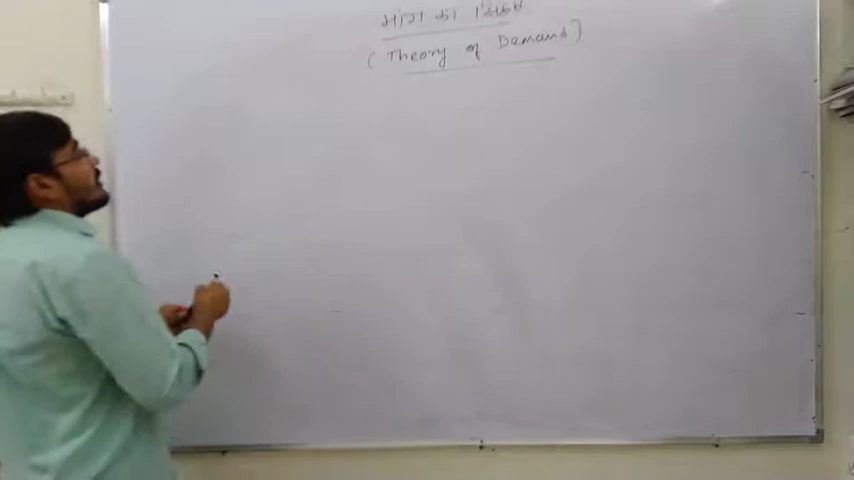 मांग का सिद्धांत
( Theory of Demand )